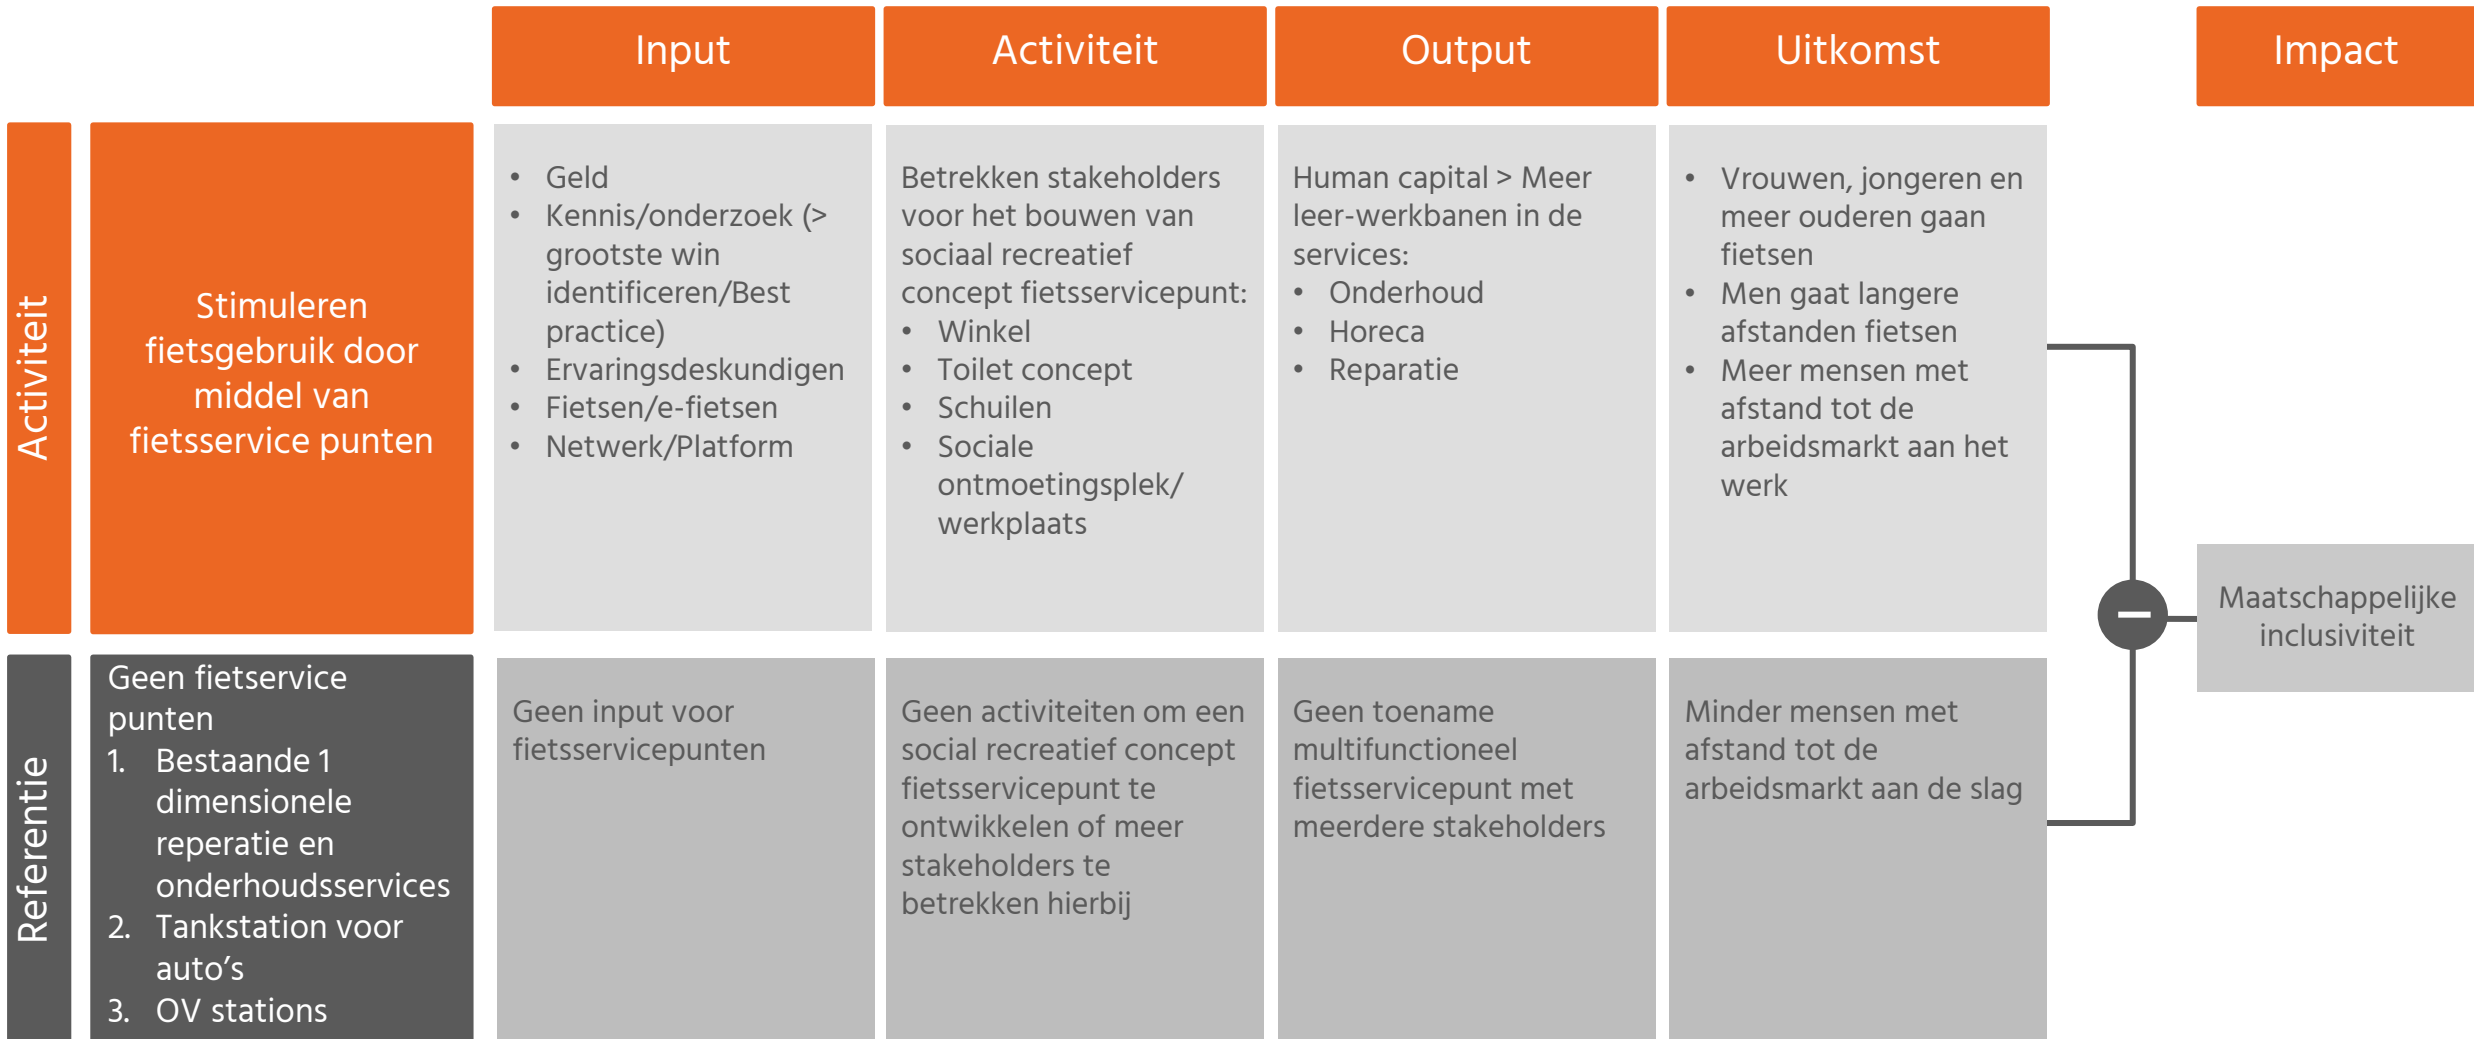 Input
Activiteit
Output
Uitkomst
Impact
Activiteit
Stimuleren
fietsgebruik door
middel van
fietsservice punten
• Geld
• Kennis/onderzoek (>
grootste win
identificeren/Best
practice)
• Ervaringsdeskundigen
• Fietsen/e-fietsen
• Netwerk/Platform
Betrekken stakeholders
voor het bouwen van
sociaal recreatief
concept fietsservicepunt:
• Winkel
• Toilet concept
• Schuilen
• Sociale
ontmoetingsplek/
werkplaats
Human capital > Meer
leer-werkbanen in de
services:
• Onderhoud
• Horeca
• Reparatie
• Vrouwen, jongeren en
meer ouderen gaan
fietsen
• Men gaat langere
afstanden fietsen
• Meer mensen met
afstand tot de
arbeidsmarkt aan het
werk
Maatschappelijke
inclusiviteit
Referentie
Geen fietservice
punten
1. Bestaande 1
dimensionele
reperatie en
onderhoudsservices
2. Tankstation voor
auto’s
3. OV stations
Geen input voor
fietsservicepunten
Geen activiteiten om een
social recreatief concept
fietsservicepunt te
ontwikkelen of meer
stakeholders te
betrekken hierbij
Geen toename
multifunctioneel
fietsservicepunt met
meerdere stakeholders
Minder mensen met
afstand tot de
arbeidsmarkt aan de slag